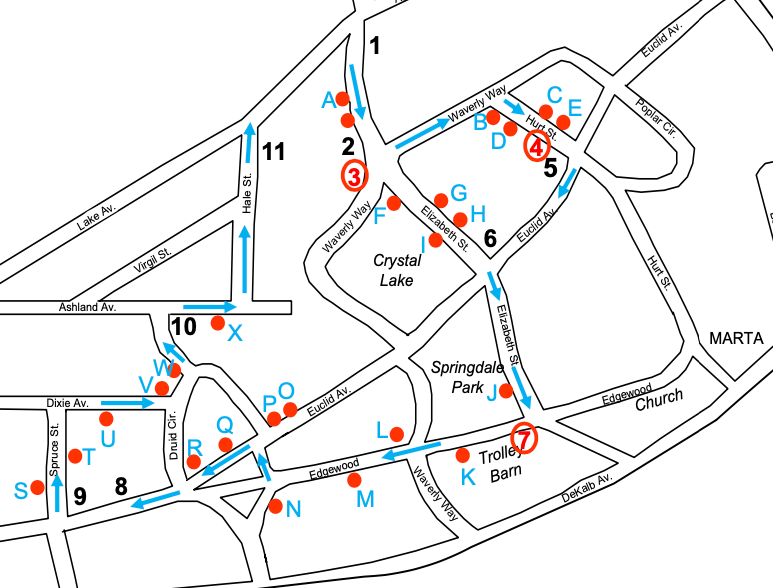 1
Euclid Av.
A
Waverly Way
C
E
B
Hurt St.
Poplar Cir.
D
2
4
11
3
5
Hale St.
G
Lake Av.
F
H
Waverly Way
Elizabeth St.
Euclid Av
6
I
Virgil St.
Crystal
Lake
Hurt St.
Ashland Av.
10
X
Elizabeth St.
MARTA
W
V
Springdale
Park
J
Dixie Av.
O
P
Euclid Av.
Edgewood
Church
Druid Cir.
U
Q
L
7
Spruce St.
T
R
Trolley
Barn
K
Edgewood
S
9
8
M
N
Waverly Way
DeKalb Av.